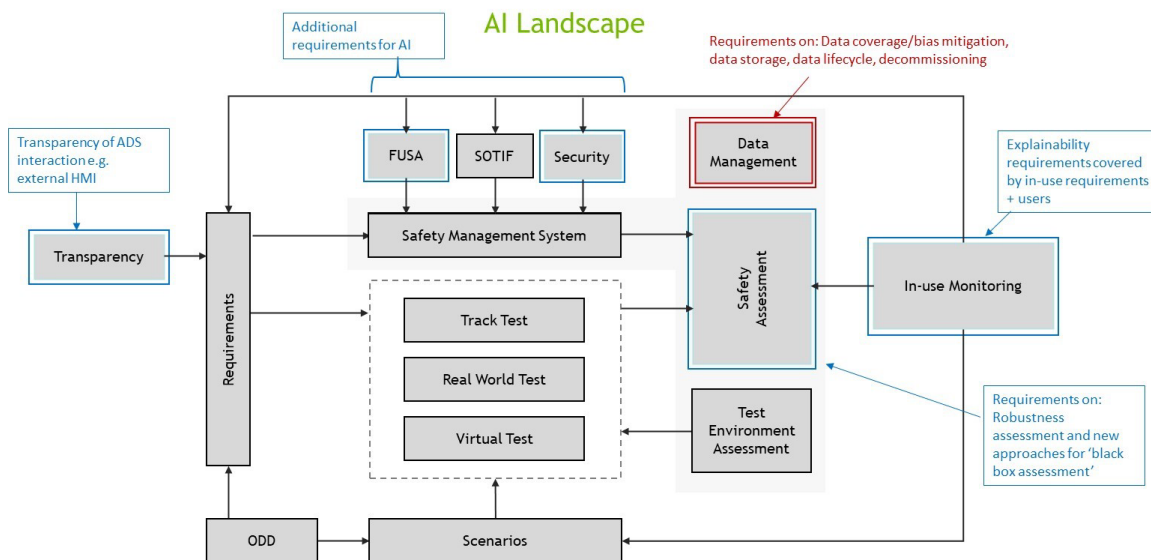 AI Landscape
Additional
requirements for AI
Requirements on: Data coverage/bias mitigation,
data storage, data lifecycle, decommissioning
Transparency of ADS
interaction e.g.
external HMI
FUSA
SOTIF
Security
Data
Management
Explainability
requirements covered
by in-use requirements
+ users
Transparency
Requirements
Safety Management System
Safety
Assessment
In-use Monitoring
Track Test
Real World Test
Virtual Test
Test
Environment
Assessment
Requirements on:
Robustness
assessment and new
approaches for ‘black
box assessment’
ODD
Scenarios